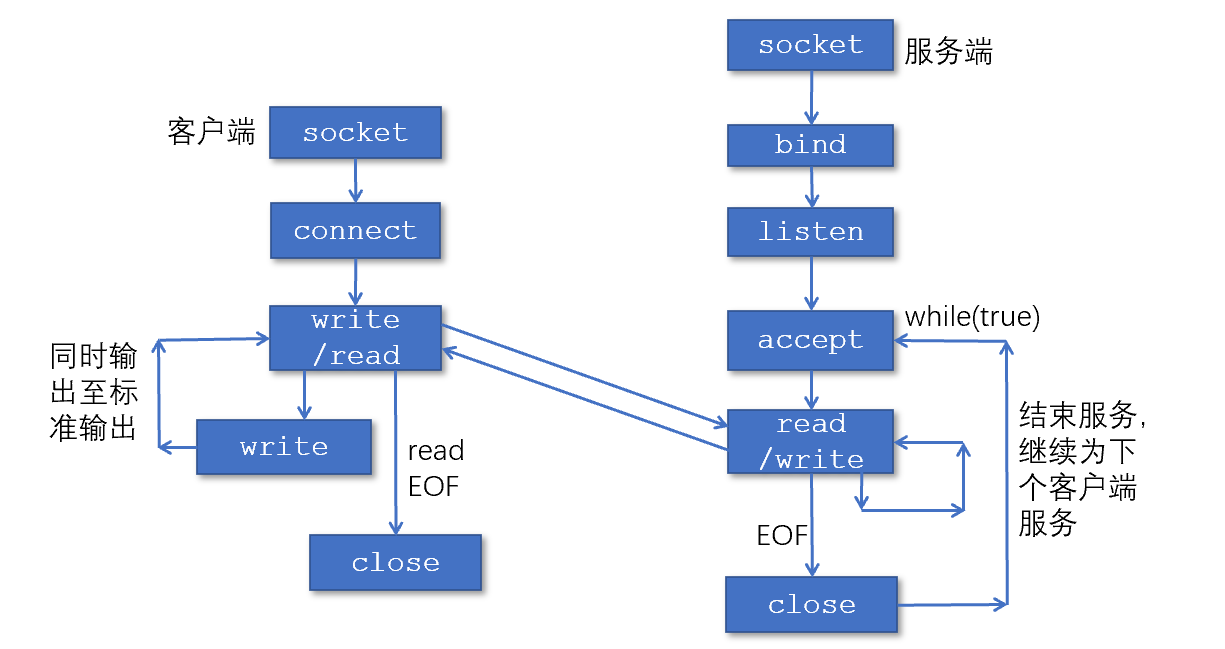 客户端
socket
connect
write
/read
同时输
出至标
准输出
write
read
EOF
close
socket
服务端
bind
listen
accept
while(true)
read
/write
结束服务,
继续为下
个客户端
服务
EOF
close